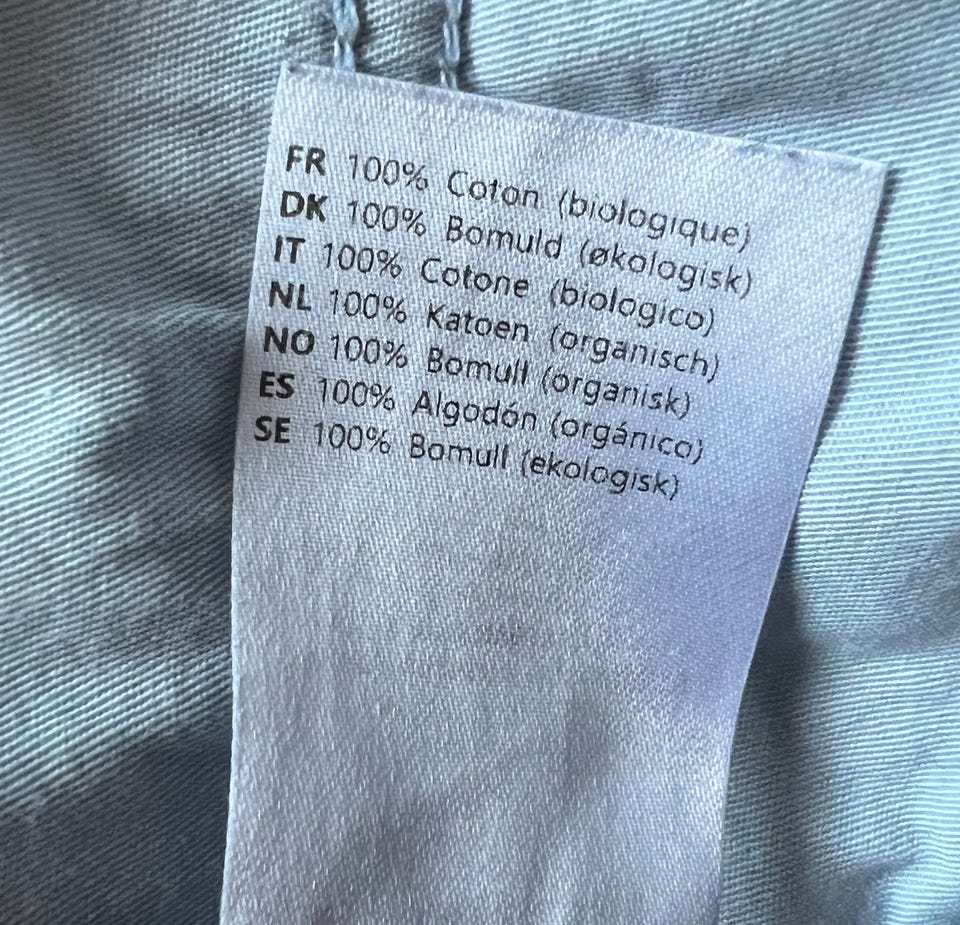 FR 100% Coton (biologique)
DK 100% Bomuld (økologisk)
IT 100% Cotone (biologico)
NL 100% Katoen (organisch)
NO 100% Bomull (organisk)
ES 100% Algodón (orgánico)
SE 100% Bomull (ekologisk)